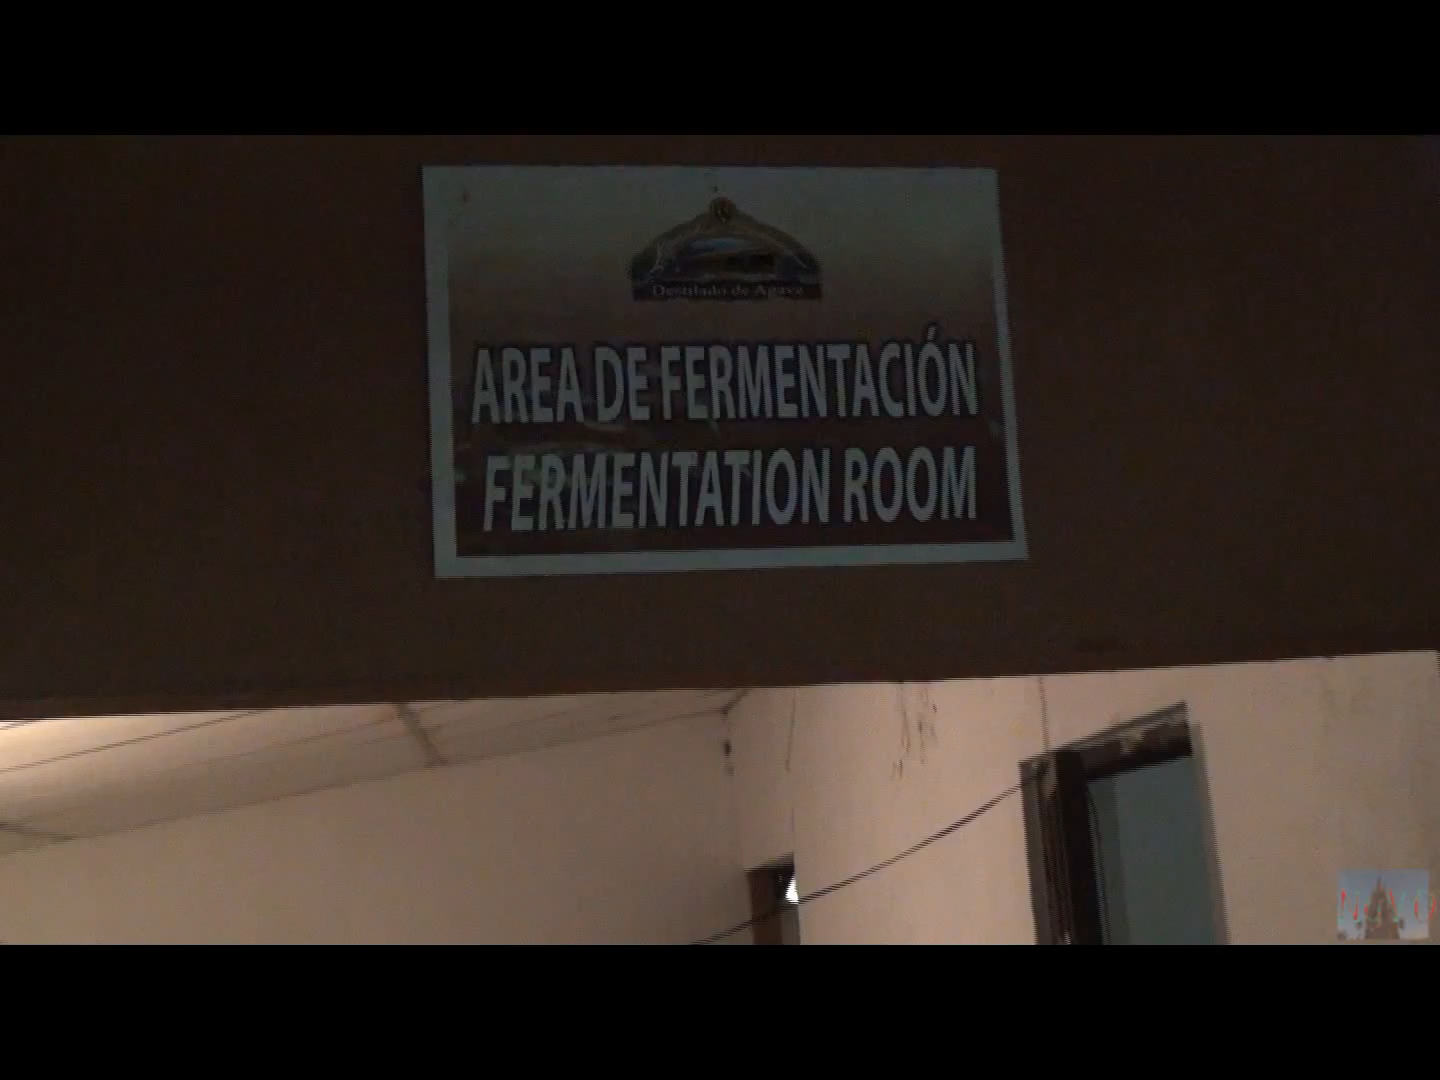 Destilado de Agave
AREA DE FERMENTACIÓN
FERMENTATION ROOM